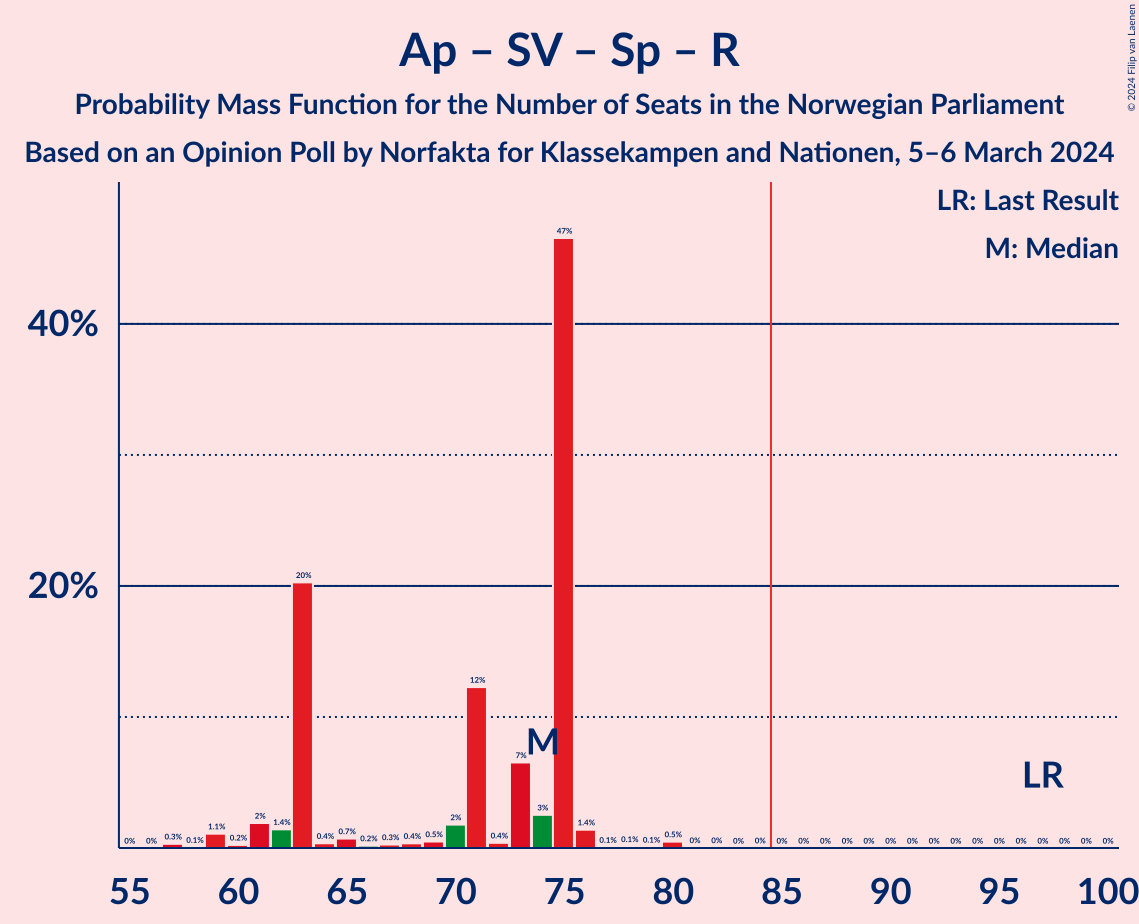 Ap – SV – Sp – R
Probability Mass Function for the Number of Seats in the Norwegian Parliament
Based on an Opinion Poll by Norfakta for Klassekampen and Nationen, 5–6 March 2024
© 2024 Filip van Laenen
LR: Last Result
M: Median
40%
20%
0% 0% 0.3% 0.1% 1.1% 0.2% 2% 1.4% 20% 0.4% 0.7% 0.2% 0.3% 0.4% 0.5% 2% 12% 0.4% 7% 3% 47% 1.4% 0.1% 0.1% 0.1% 0.5% 0% 0% 0% 0% 0% 0% 0% 0% 0% 0% 0% 0% 0% 0% 0% 0% 0% 0% 0% 0%
M
LR
55 60 65 70 75 80 85 90 95 100